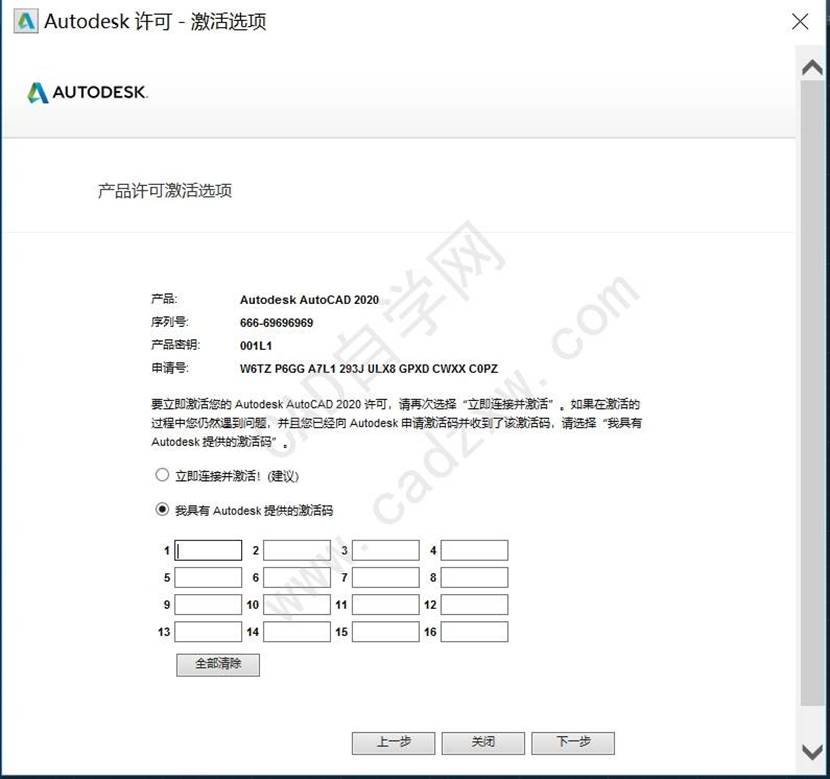 Autodesk 许可 - 激活选项
AUTODESK.
产品许可激活选项
产品: Autodesk AutoCAD 2020
序列号: 666-69696969
产品密钥: 001L1
申请号: W6TZ P6GG A7L1 293J ULX8 GPXD CWXX C0PZ
要立即激活您的 Autodesk AutoCAD 2020 许可，请再次选择“立即连接并激活”。如果在激活的
过程中您仍然遇到问题，并且您已经向 Autodesk 申请激活码并收到了该激活码，请选择“我具有
Autodesk 提供的激活码”。
立即连接并激活! (建议)
我具有 Autodesk 提供的激活码
1 2 3 4
5 6 7 8
9 10 11 12
13 14 15 16
全部清除
上一步 关闭 下一步
CAD自学网
www.cadzxw.com